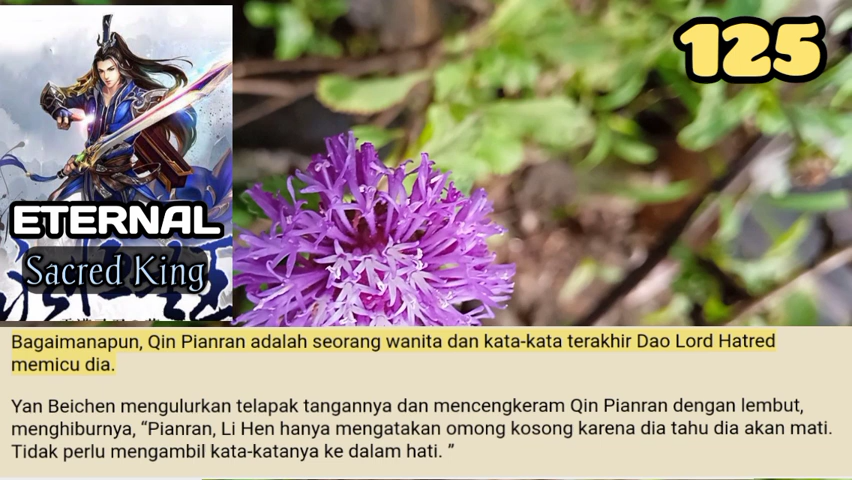 125
ETERNAL
Sacred King
Bagaimanapun, Qin Pianran adalah seorang wanita dan kata-kata terakhir Dao Lord Hatred
memicu dia.
Yan Beichen mengulurkan telapak tangannya dan mencengkeram Qin Pianran dengan lembut,
menghiburnya, “Pianran, Li Hen hanya mengatakan omong kosong karena dia tahu dia akan mati.
Tidak perlu mengambil kata-katanya ke dalam hati. ”